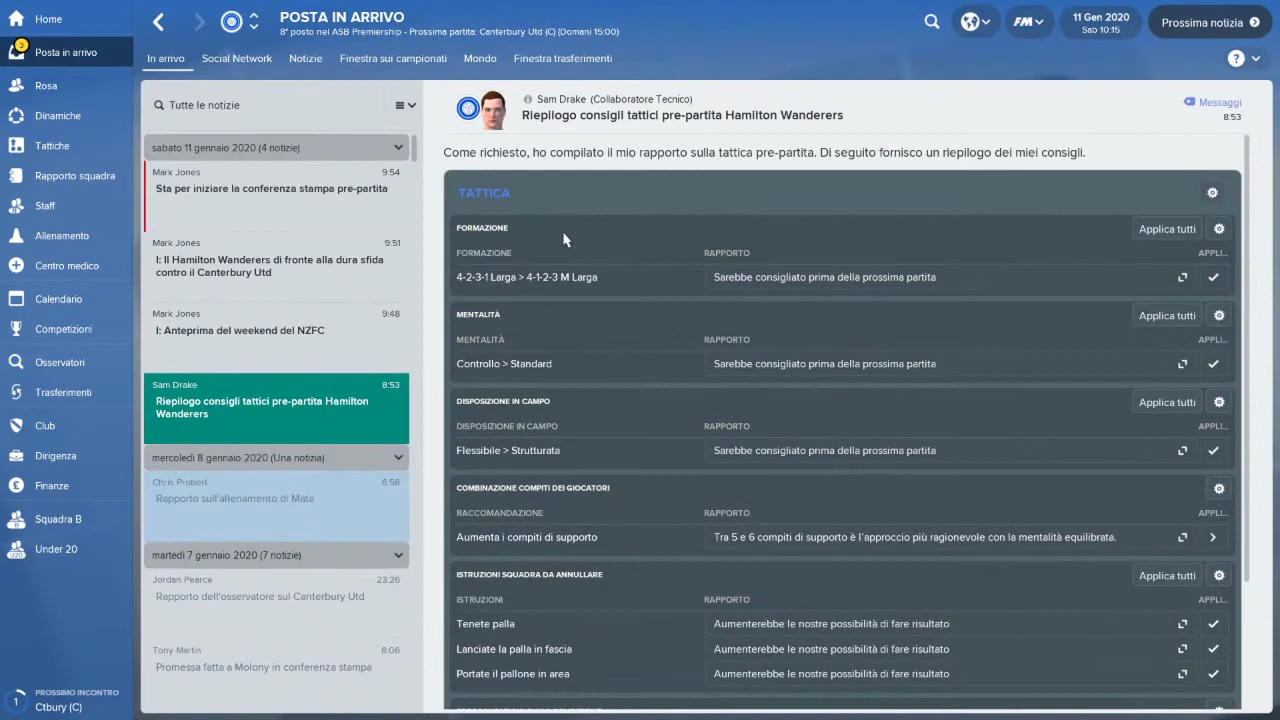 Home
3
Posta in arrivo
Rosa
Dinamiche
Tattiche
Rapporto squadra
Staff
Allenamento
Centro medico
Calendario
Competizioni
Osservatori
Trasferimenti
Club
Dirigenza
Finanze
Squadra B
Under 20
PROSSIMO INCONTRO
1
Ctbury (C)
POSTA IN ARRIVO
8° posto nel ASB Premiership - Prossima partita: Canterbury Utd (C) (Domani 15:00)
FM
11 Gen 2020
Sab 10:15
Prossima notizia
In arrivo
Social Network
Notizie
Finestra sui campionati
Mondo
Finestra trasferimenti
?
Tutte le notizie
sabato 11 gennaio 2020 (4 notizie)
Mark Jones 9:54
Sta per iniziare la conferenza stampa pre-partita
Mark Jones 9:51
I: Il Hamilton Wanderers di fronte alla dura sfida
contro il Canterbury Utd
Mark Jones 9:48
I: Anteprima del weekend del NZFC
Sam Drake 8:53
Riepilogo consigli tattici pre-partita Hamilton
Wanderers
mercoledì 8 gennaio 2020 (Una notizia)
Chris Probert 6:58
Rapporto sull'allenamento di Mata
martedì 7 gennaio 2020 (7 notizie)
Jordan Pearce 23:26
Rapporto dell'osservatore sul Canterbury Utd
Tony Martin 8:06
Promessa fatta a Molony in conferenza stampa
Sam Drake (Collaboratore Tecnico)
Riepilogo consigli tattici pre-partita Hamilton Wanderers
Messaggi
8:53
Come richiesto, ho compilato il mio rapporto sulla tattica pre-partita. Di seguito fornisco un riepilogo dei miei consigli.
TATTICA
FORMAZIONE Applica tutti
FORMAZIONE RAPPORTO APPLI...
4-2-3-1 Larga > 4-1-2-3 M Larga Sarebbe consigliato prima della prossima partita
MENTALITÀ Applica tutti
MENTALITÀ RAPPORTO APPLI...
Controllo > Standard Sarebbe consigliato prima della prossima partita
DISPOSIZIONE IN CAMPO Applica tutti
DISPOSIZIONE IN CAMPO RAPPORTO APPLI...
Flessibile > Strutturata Sarebbe consigliato prima della prossima partita
COMBINAZIONE COMPITI DEI GIOCATORI
RACCOMANDAZIONE RAPPORTO APPLI...
Aumenta i compiti di supporto Tra 5 e 6 compiti di supporto è l'approccio più ragionevole con la mentalità equilibrata.
ISTRUZIONI SQUADRA DA ANNULLARE Applica tutti
ISTRUZIONI RAPPORTO APPLI...
Tenete palla Aumenterebbe le nostre possibilità di fare risultato
Lanciate la palla in fascia Aumenterebbe le nostre possibilità di fare risultato
Portate il pallone in area Aumenterebbe le nostre possibilità di fare risultato